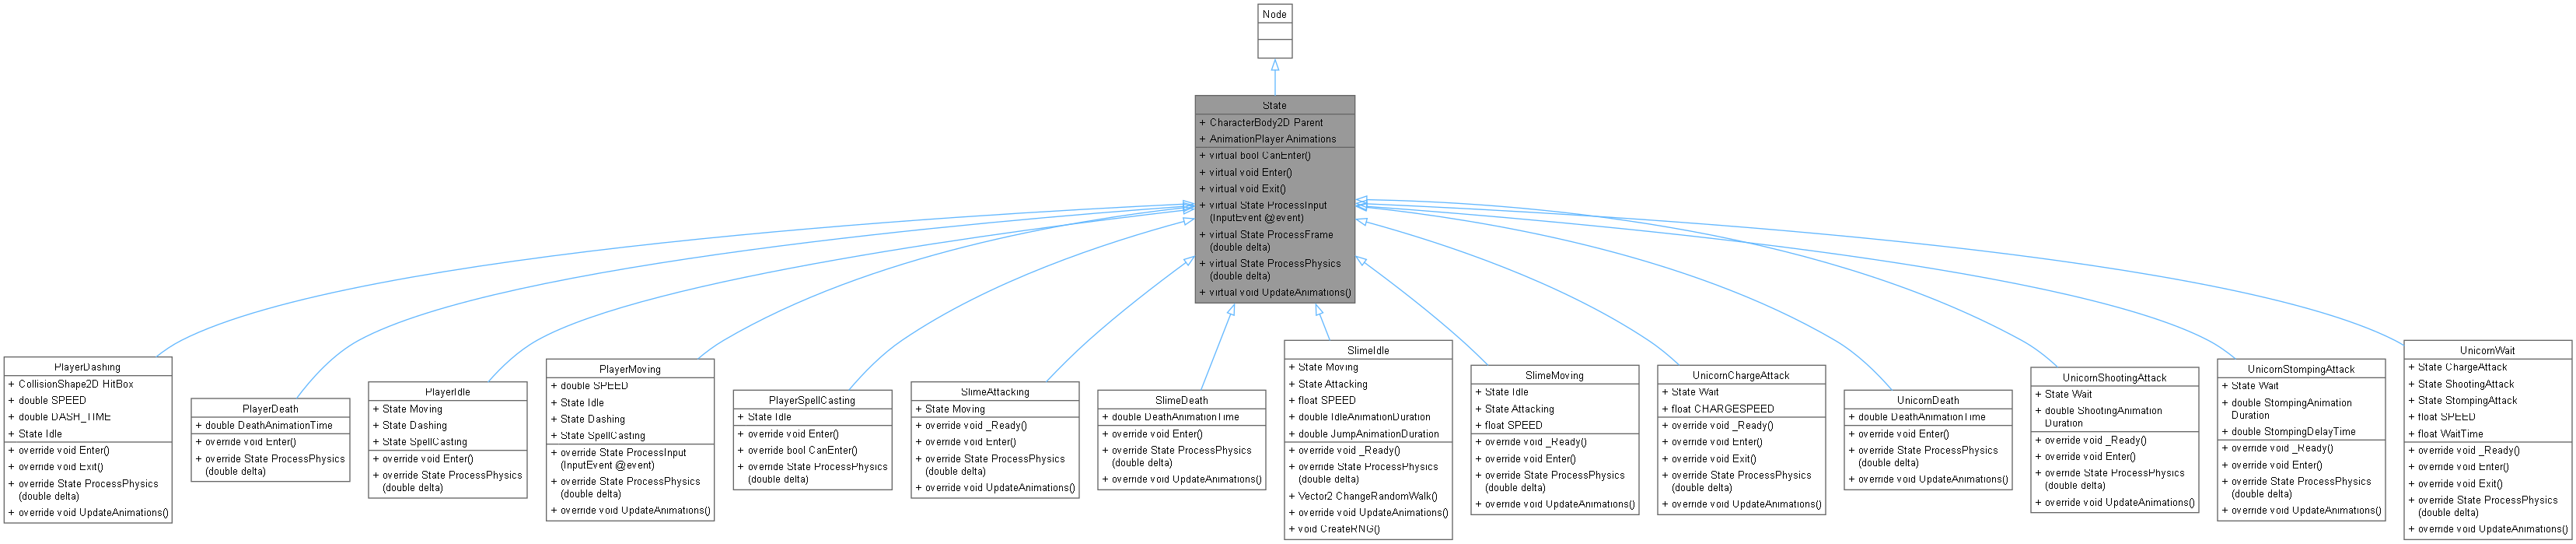 Node
State
+ CharacterBody2D Parent
+ AnimationPlayer Animations
+ virtual bool CanEnter()
+ virtual void Enter()
+ virtual void Exit()
+ virtual State ProcessInput
(InputEvent @event)
+ virtual State ProcessFrame
(double delta)
+ virtual State ProcessPhysics
(double delta)
+ virtual void UpdateAnimations()
PlayerDashing
+ CollisionShape2D HitBox
+ double SPEED
+ double DASH_TIME
+ State Idle
+ override void Enter()
+ override void Exit()
+ override State ProcessPhysics
(double delta)
+ override void UpdateAnimations()
PlayerDeath
+ double DeathAnimationTime
+ override void Enter()
+ override State ProcessPhysics
(double delta)
PlayerIdle
+ State Moving
+ State Dashing
+ State SpellCasting
+ override void Enter()
+ override State ProcessPhysics
(double delta)
PlayerMoving
+ double SPEED
+ State Idle
+ State Dashing
+ State SpellCasting
+ override State ProcessInput
(InputEvent @event)
+ override State ProcessPhysics
(double delta)
+ override void UpdateAnimations()
PlayerSpellCasting
+ State Idle
+ override void Enter()
+ override bool CanEnter()
+ override State ProcessPhysics
(double delta)
SlimeAttacking
+ State Moving
+ override void _Ready()
+ override void Enter()
+ override State ProcessPhysics
(double delta)
+ override void UpdateAnimations()
SlimeDeath
+ double DeathAnimationTime
+ override void Enter()
+ override State ProcessPhysics
(double delta)
+ override void UpdateAnimations()
SlimeIdle
+ State Moving
+ State Attacking
+ float SPEED
+ double IdleAnimationDuration
+ double JumpAnimationDuration
+ override void _Ready()
+ override State ProcessPhysics
(double delta)
+ Vector2 ChangeRandomWalk()
+ override void UpdateAnimations()
+ void CreateRNG()
SlimeMoving
+ State Idle
+ State Attacking
+ float SPEED
+ override void _Ready()
+ override void Enter()
+ override State ProcessPhysics
(double delta)
+ override void UpdateAnimations()
UnicornChargeAttack
+ State Wait
+ float CHARGESPEED
+ override void _Ready()
+ override void Enter()
+ override void Exit()
+ override State ProcessPhysics
(double delta)
+ override void UpdateAnimations()
UnicornDeath
+ double DeathAnimationTime
+ override void Enter()
+ override State ProcessPhysics
(double delta)
+ override void UpdateAnimations()
UnicornShootingAttack
+ State Wait
+ double ShootingAnimation
Duration
+ override void _Ready()
+ override void Enter()
+ override State ProcessPhysics
(double delta)
+ override void UpdateAnimations()
UnicornStompingAttack
+ State Wait
+ double StompingAnimation
Duration
+ double StompingDelayTime
+ override void _Ready()
+ override void Enter()
+ override State ProcessPhysics
(double delta)
+ override void UpdateAnimations()
UnicornWait
+ State ChargeAttack
+ State ShootingAttack
+ State StompingAttack
+ float SPEED
+ float WaitTime
+ override void _Ready()
+ override void Enter()
+ override void Exit()
+ override State ProcessPhysics
(double delta)
+ override void UpdateAnimations()